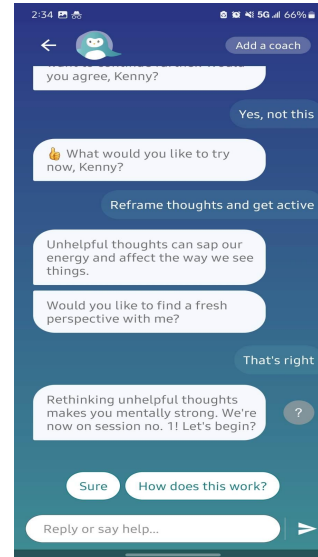 2:34 5G 66%
Add a coach
you agree, Kenny?
Yes, not this
👍 What would you like to try
now, Kenny?
Reframe thoughts and get active
Unhelpful thoughts can sap our
energy and affect the way we see
things.
Would you like to find a fresh
perspective with me?
That's right
Rethinking unhelpful thoughts
makes you mentally strong. We're
now on session no. 1! Let's begin?
?
Sure How does this work?
Reply or say help...